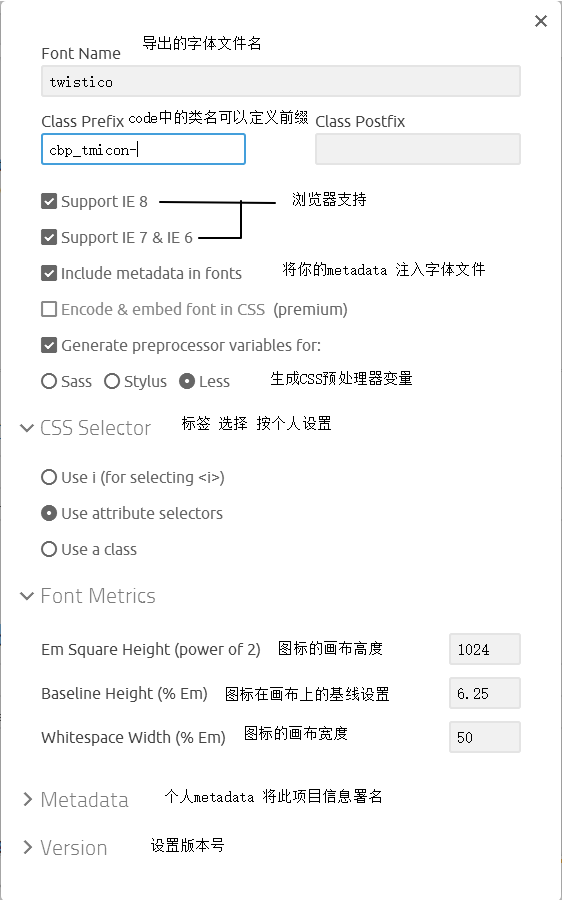 Font Name 导出的字体文件名
twistico
Class Prefix code中的类名可以定义前缀 Class Postfix
cbp_tmicon-
Support IE 8 浏览器支持
Support IE 7 & IE 6
Include metadata in fonts 将你的metadata 注入字体文件
Encode & embed font in CSS (premium)
Generate preprocessor variables for:
Sass Stylus Less 生成CSS预处理器变量
CSS Selector 标签 选择 按个人设置
Use i (for selecting <i>)
Use attribute selectors
Use a class
Font Metrics
Em Square Height (power of 2) 图标的画布高度 1024
Baseline Height (% Em) 图标在画布上的基线设置 6.25
Whitespace Width (% Em) 图标的画布宽度 50
Metadata 个人metadata 将此项目信息署名
Version 设置版本号